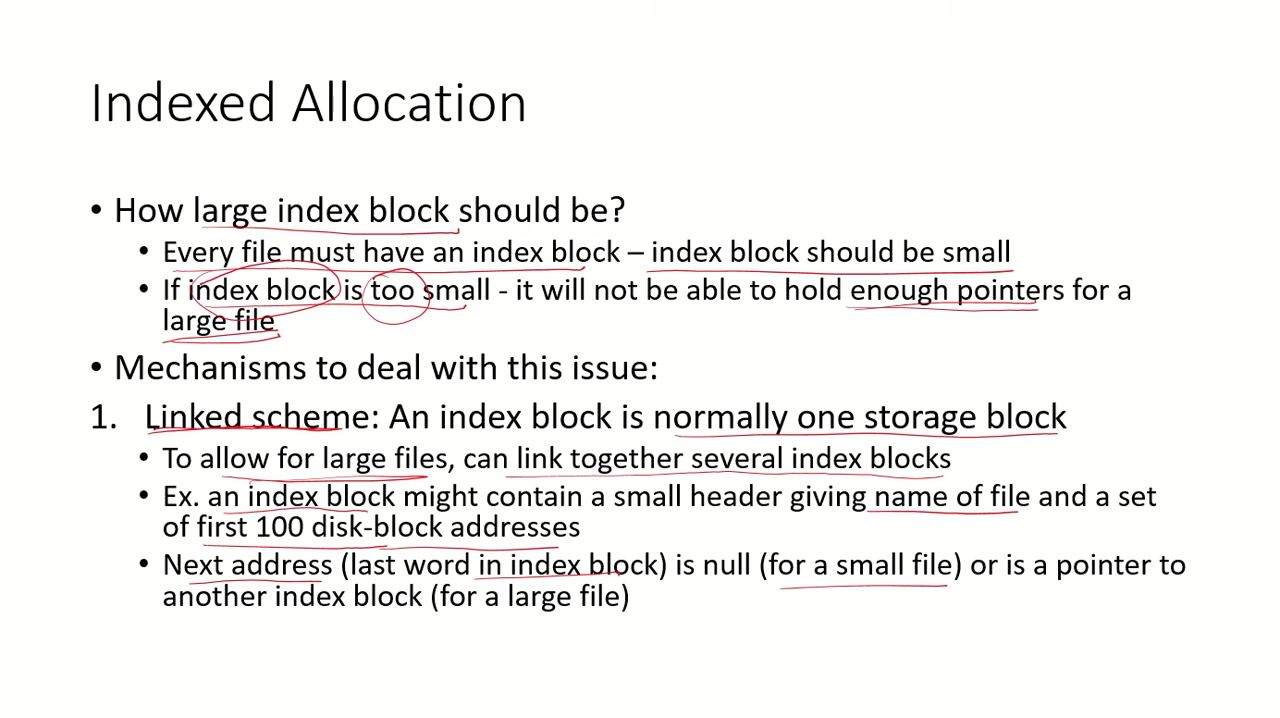 Indexed Allocation
• How large index block should be?
• Every file must have an index block – index block should be small
• If index block is too small - it will not be able to hold enough pointers for a
large file
• Mechanisms to deal with this issue:
1. Linked scheme: An index block is normally one storage block
• To allow for large files, can link together several index blocks
• Ex. an index block might contain a small header giving name of file and a set
of first 100 disk-block addresses
• Next address (last word in index block) is null (for a small file) or is a pointer to
another index block (for a large file)